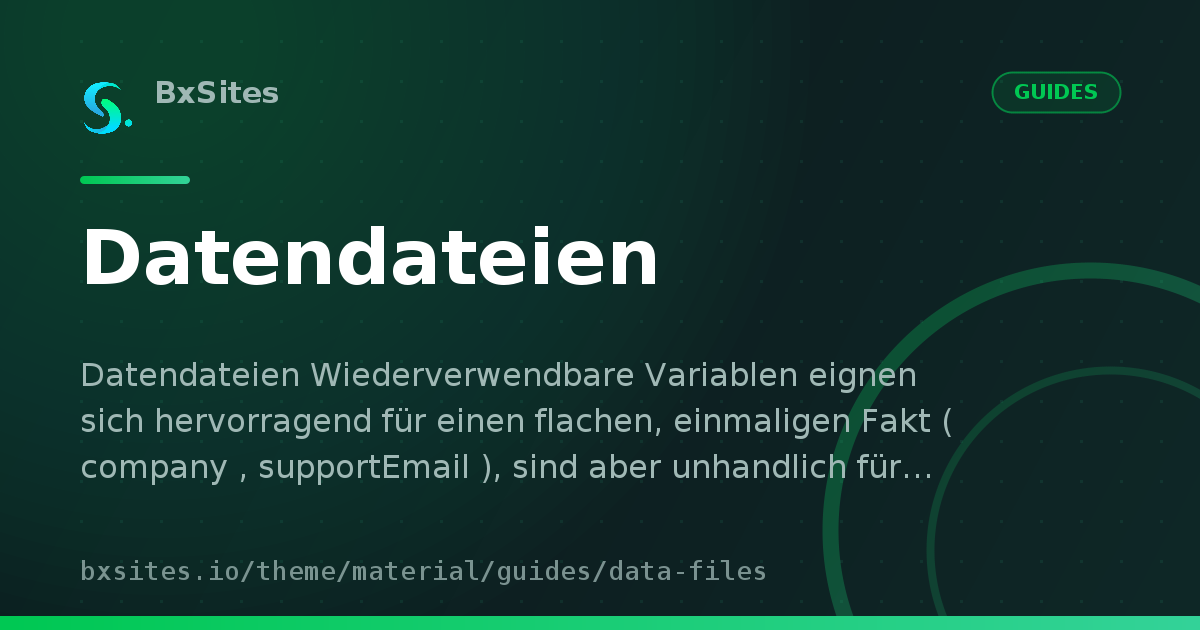 BxSites
GUIDES
Datendateien
Datendateien Wiederverwendbare Variablen eignen
sich hervorragend für einen flachen, einmaligen Fakt (
company , supportEmail ), sind aber unhandlich für…
bxsites.io/theme/material/guides/data-files